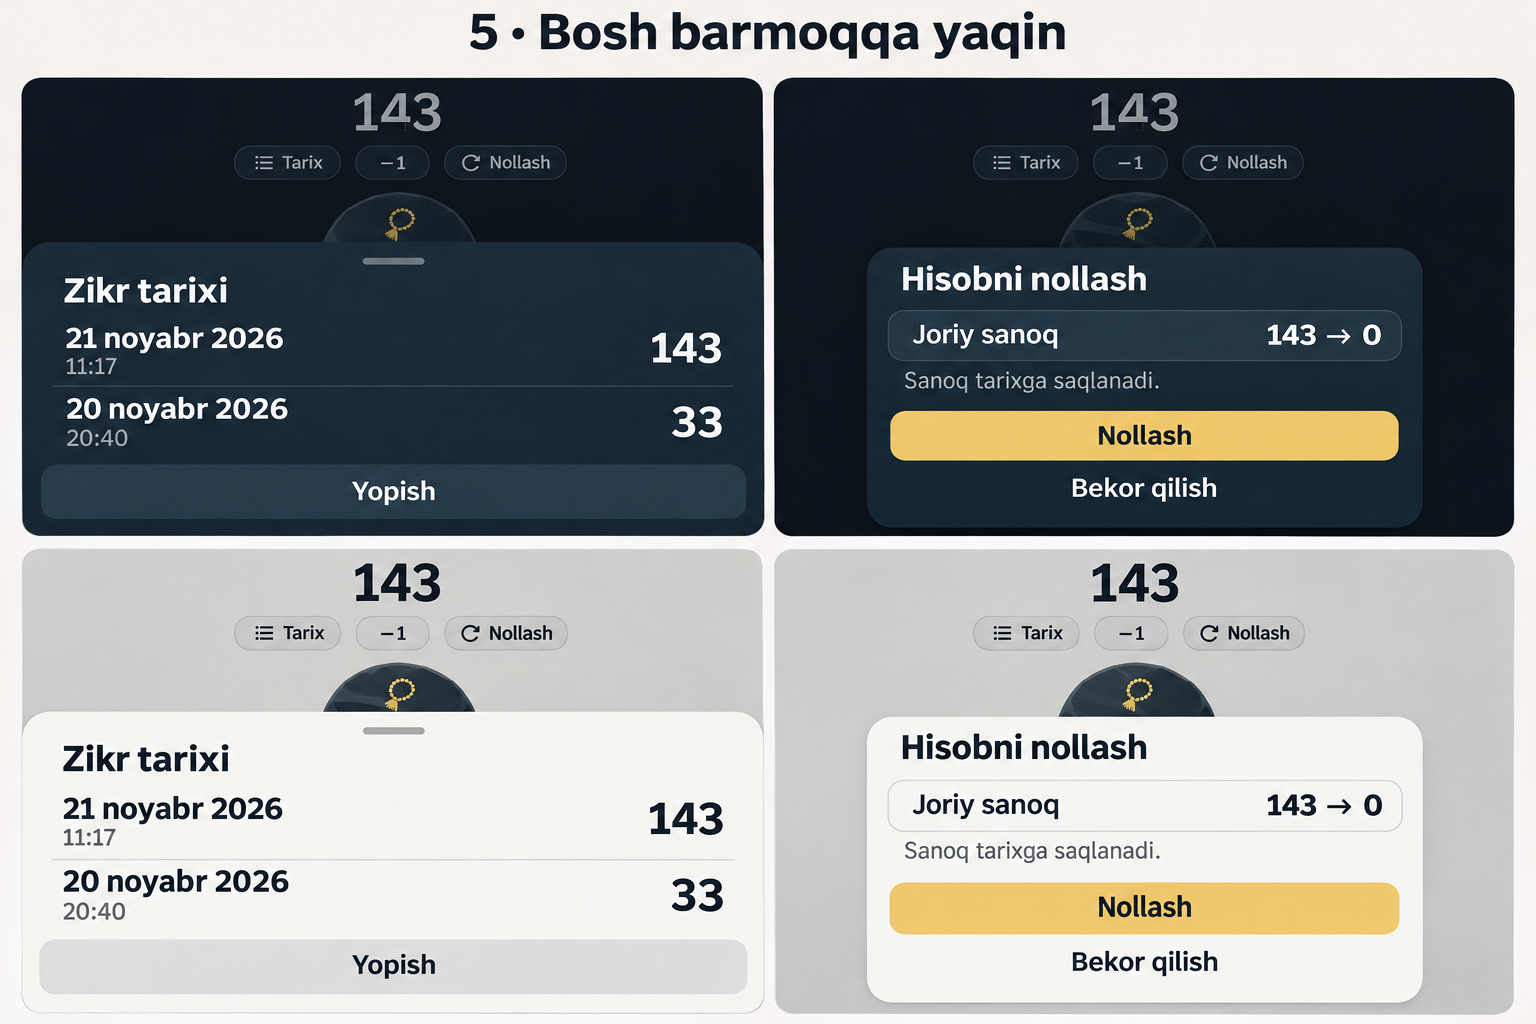 5 • Bosh barmoqqa yaqin
143
Tarix −1 Nollash
Zikr tarixi
21 noyabr 2026
11:17
143
20 noyabr 2026
20:40
33
Yopish
143
Tarix −1 Nollash
Hisobni nollash
Joriy sanoq 143 → 0
Sanoq tarixga saqlanadi.
Nollash
Bekor qilish
143
Tarix −1 Nollash
Zikr tarixi
21 noyabr 2026
11:17
143
20 noyabr 2026
20:40
33
Yopish
143
Tarix −1 Nollash
Hisobni nollash
Joriy sanoq 143 → 0
Sanoq tarixga saqlanadi.
Nollash
Bekor qilish